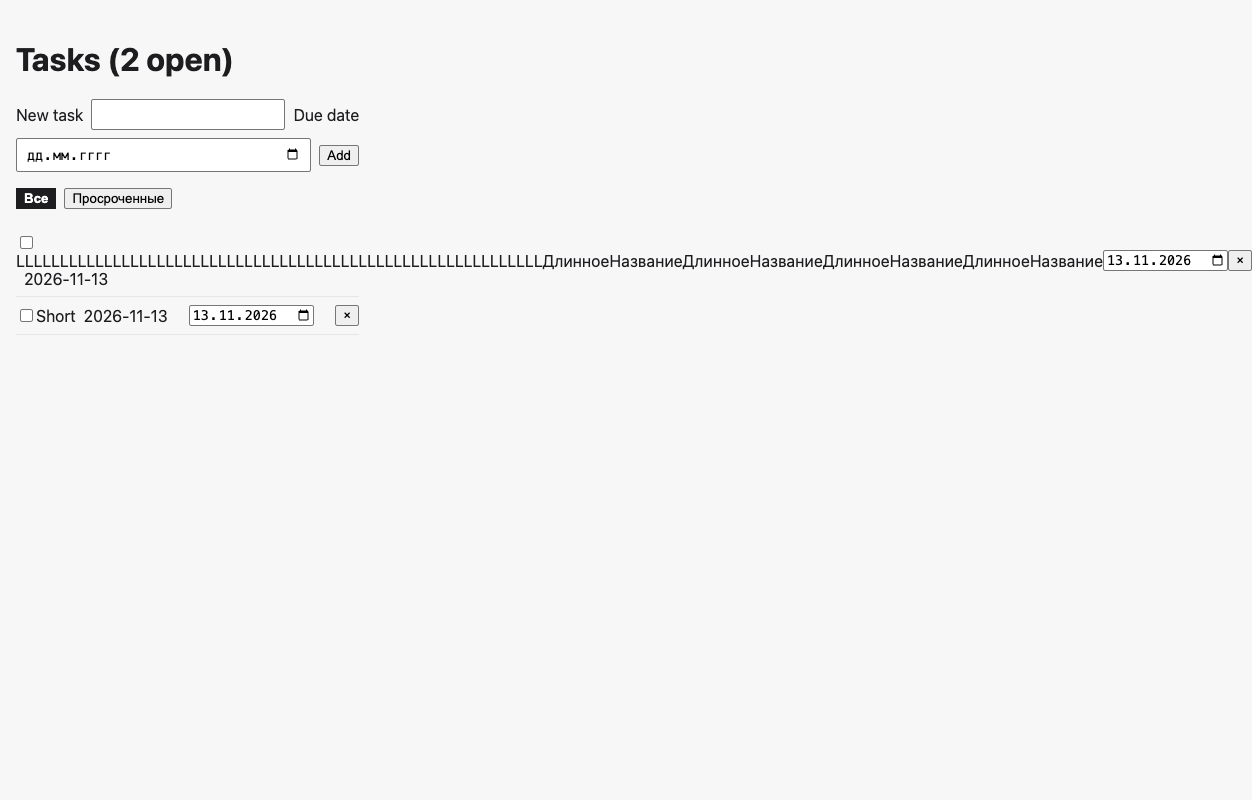 Tasks (2 open)
New task Due date
дд.мм.гггг Add
Все Просроченные
LLLLLLLLLLLLLLLLLLLLLLLLLLLLLLLLLLLLLLLLLLLLLLLLLLLLLLLLLLLLДлинноеНазваниеДлинноеНазваниеДлинноеНазваниеДлинноеНазвание 13.11.2026 ×
2026-11-13
Short 2026-11-13 13.11.2026 ×